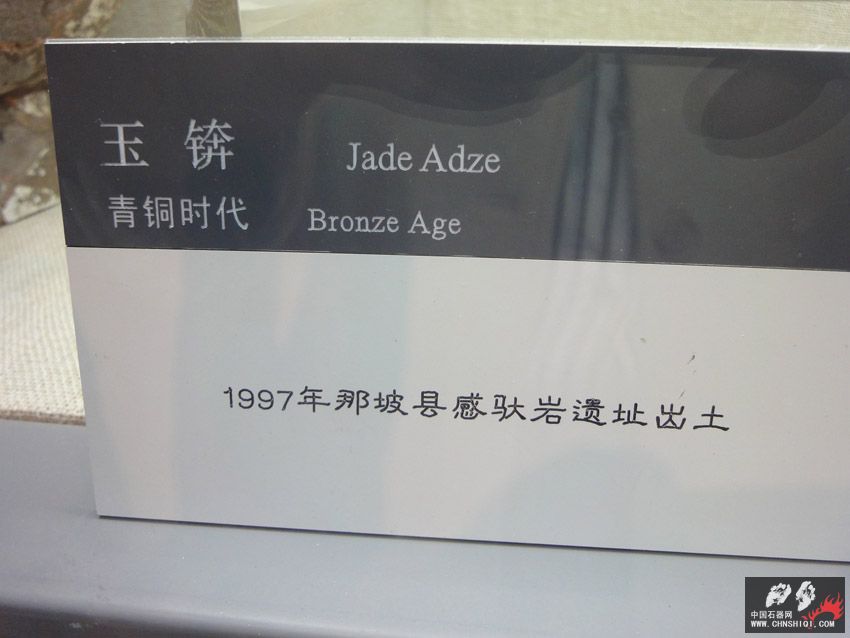 玉 锛 Jade Adze
青铜时代 Bronze Age
1997年那坡县感驮岩遗址出土
中国石器网
WWW.CHNSHIQI.COM